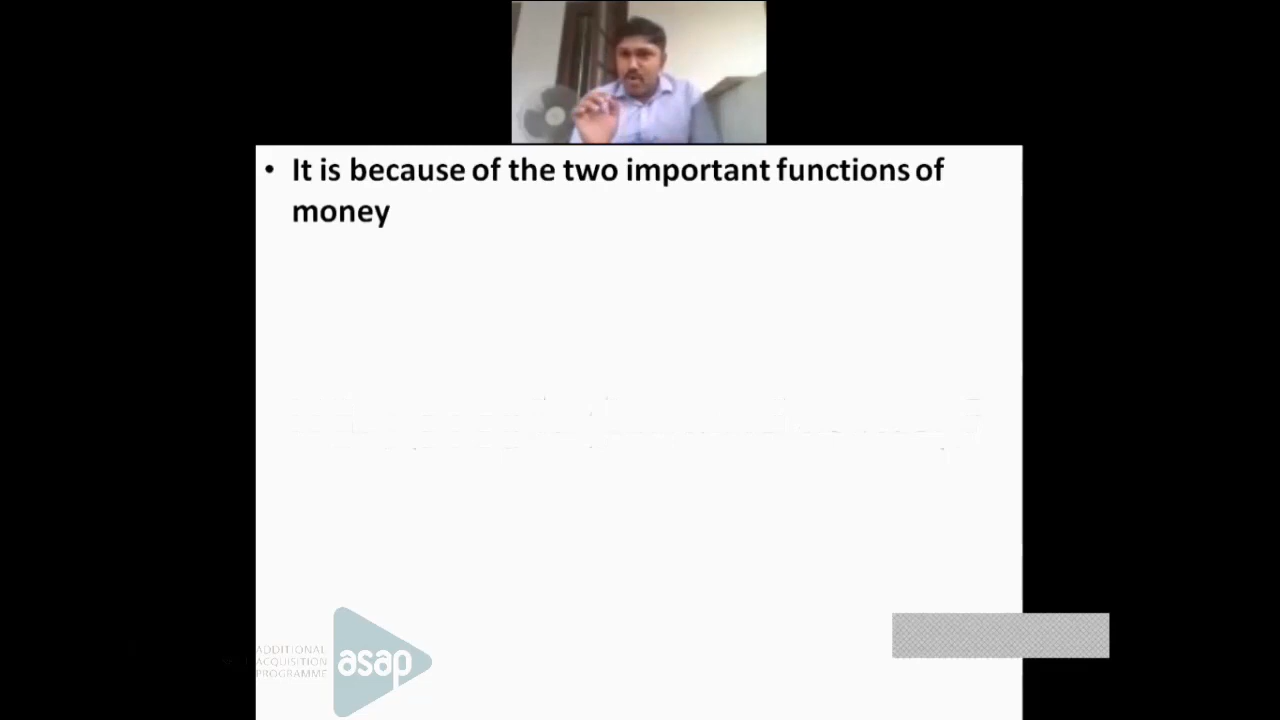 • It is because of the two important functions of
money
ADDITIONAL
ACQUISITION
PROGRAMME
asap